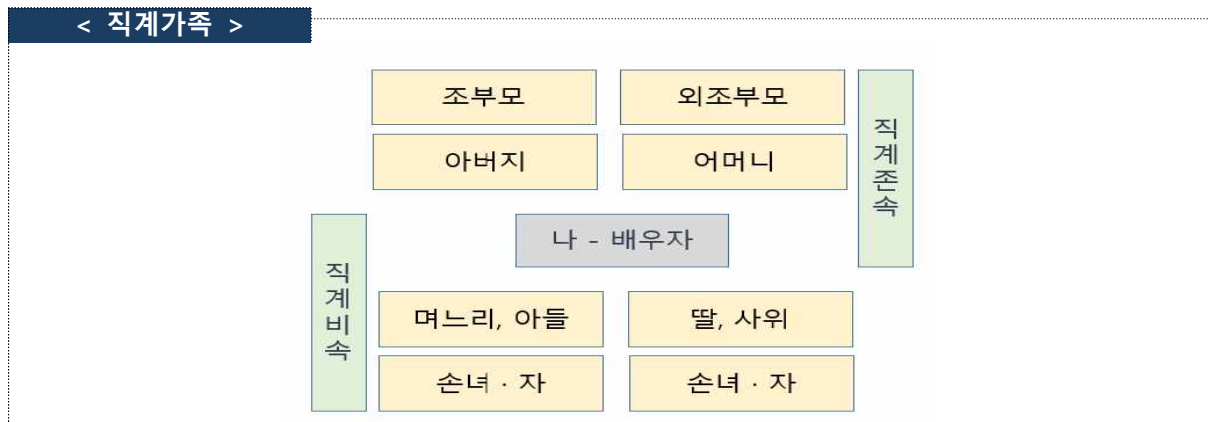 < 직계가족 >
조부모 외조부모
아버지 어머니
직계존속
나 - 배우자
직계비속
며느리, 아들 딸, 사위
손녀 · 자 손녀 · 자